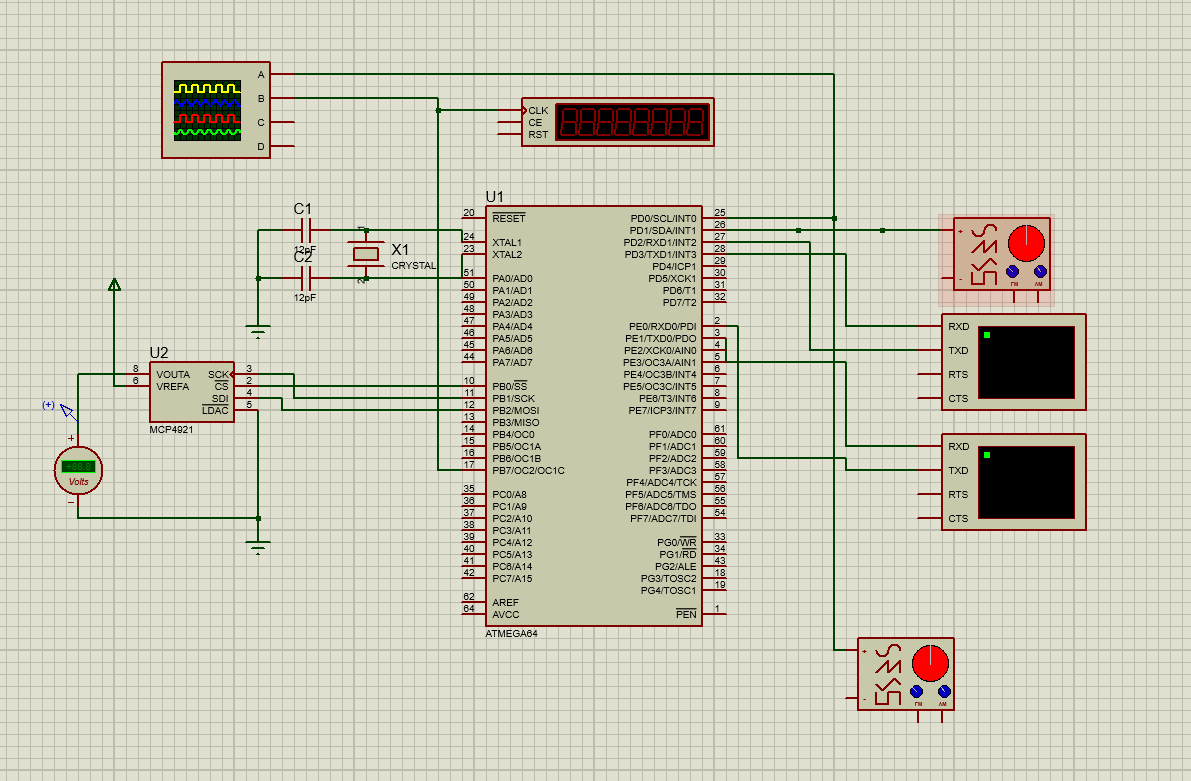 A
B
C
D
CLK
CE
RST
C1
12pF
C2
12pF
X1
CRYSTAL
1
2
U1
20 RESET
24 XTAL1
23 XTAL2
51 PA0/AD0
50 PA1/AD1
49 PA2/AD2
48 PA3/AD3
47 PA4/AD4
46 PA5/AD5
45 PA6/AD6
44 PA7/AD7
10 PB0/SS
11 PB1/SCK
12 PB2/MOSI
13 PB3/MISO
14 PB4/OC0
15 PB5/OC1A
16 PB6/OC1B
17 PB7/OC2/OC1C
35 PC0/A8
36 PC1/A9
37 PC2/A10
38 PC3/A11
39 PC4/A12
40 PC5/A13
41 PC6/A14
42 PC7/A15
62 AREF
64 AVCC
PD0/SCL/INT0 25
PD1/SDA/INT1 26
PD2/RXD1/INT2 27
PD3/TXD1/INT3 28
PD4/ICP1 29
PD5/XCK1 30
PD6/T1 31
PD7/T2 32
PE0/RXD0/PDI 2
PE1/TXD0/PDO 3
PE2/XCK0/AIN0 4
PE3/OC3A/AIN1 5
PE4/OC3B/INT4 6
PE5/OC3C/INT5 7
PE6/T3/INT6 8
PE7/ICP3/INT7 9
PF0/ADC0 61
PF1/ADC1 60
PF2/ADC2 59
PF3/ADC3 58
PF4/ADC4/TCK 57
PF5/ADC5/TMS 56
PF6/ADC6/TDO 55
PF7/ADC7/TDI 54
PG0/WR 33
PG1/RD 34
PG2/ALE 43
PG3/TOSC2 18
PG4/TOSC1 19
PEN 1
ATMEGA64
U2
8 VOUTA
6 VREFA
SCK 3
CS 2
SDI 4
LDAC 5
MCP4921
(+)
+
+88.8
Volts
−
+
-
FM AM
RXD
TXD
RTS
CTS
RXD
TXD
RTS
CTS
+
-
FM AM